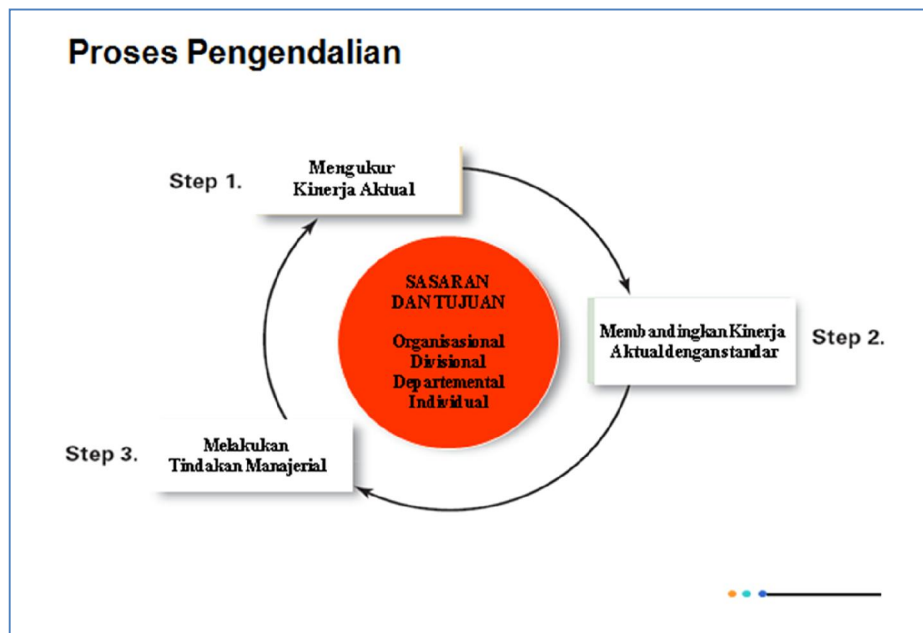 Proses Pengendalian
Step 1.
Mengukur
Kinerja Aktual
SASARAN
DAN TUJUAN
Organisasional
Divisional
Departemental
Individual
Membandingkan Kinerja
Aktual dengan standar
Step 2.
Step 3.
Melakukan
Tindakan Manajerial